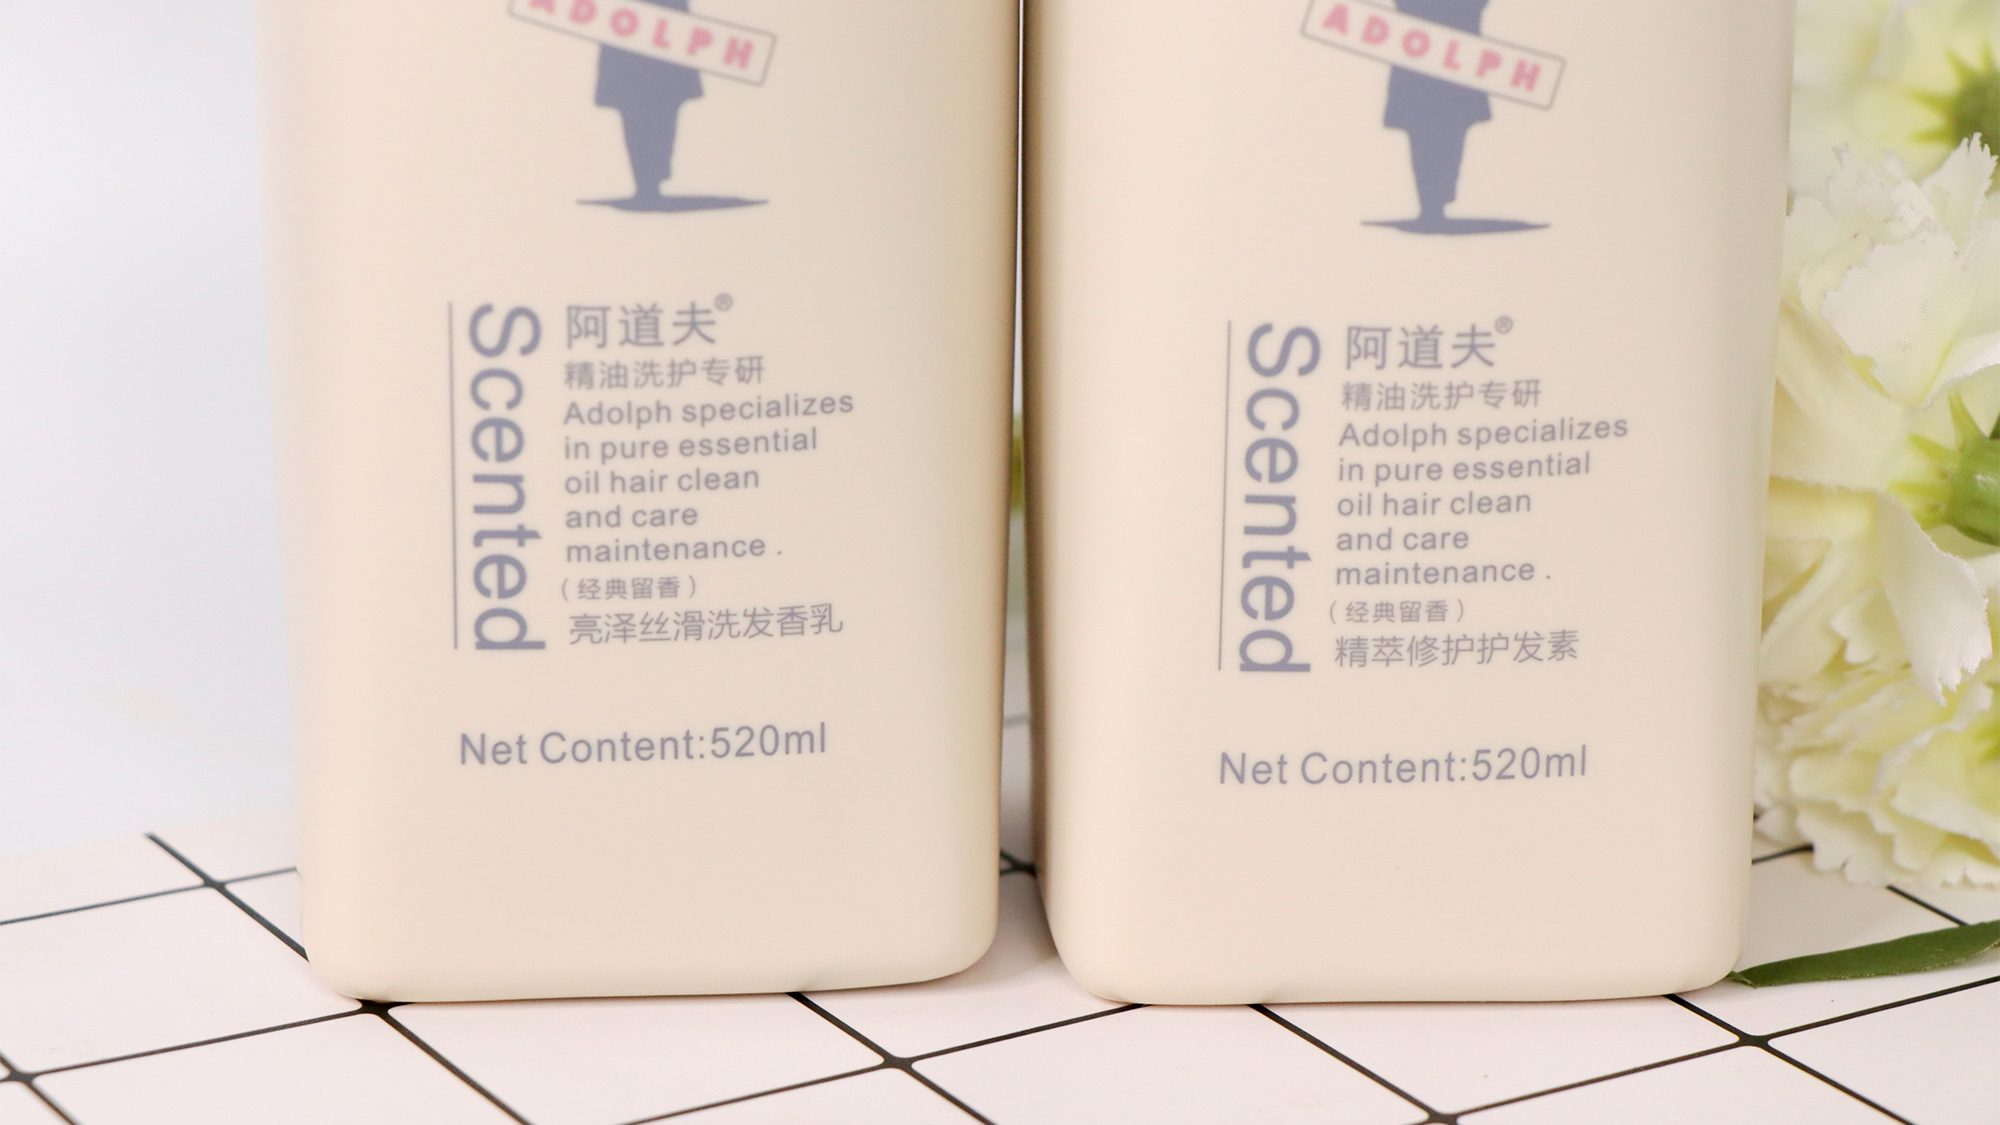 ADOLPH
Scented
阿道夫®
精油洗护专研
Adolph specializes
in pure essential
oil hair clean
and care
maintenance .
(经典留香)
亮泽丝滑洗发香乳
Net Content:520ml
ADOLPH
Scented
阿道夫®
精油洗护专研
Adolph specializes
in pure essential
oil hair clean
and care
maintenance .
(经典留香)
精萃修护护发素
Net Content:520ml